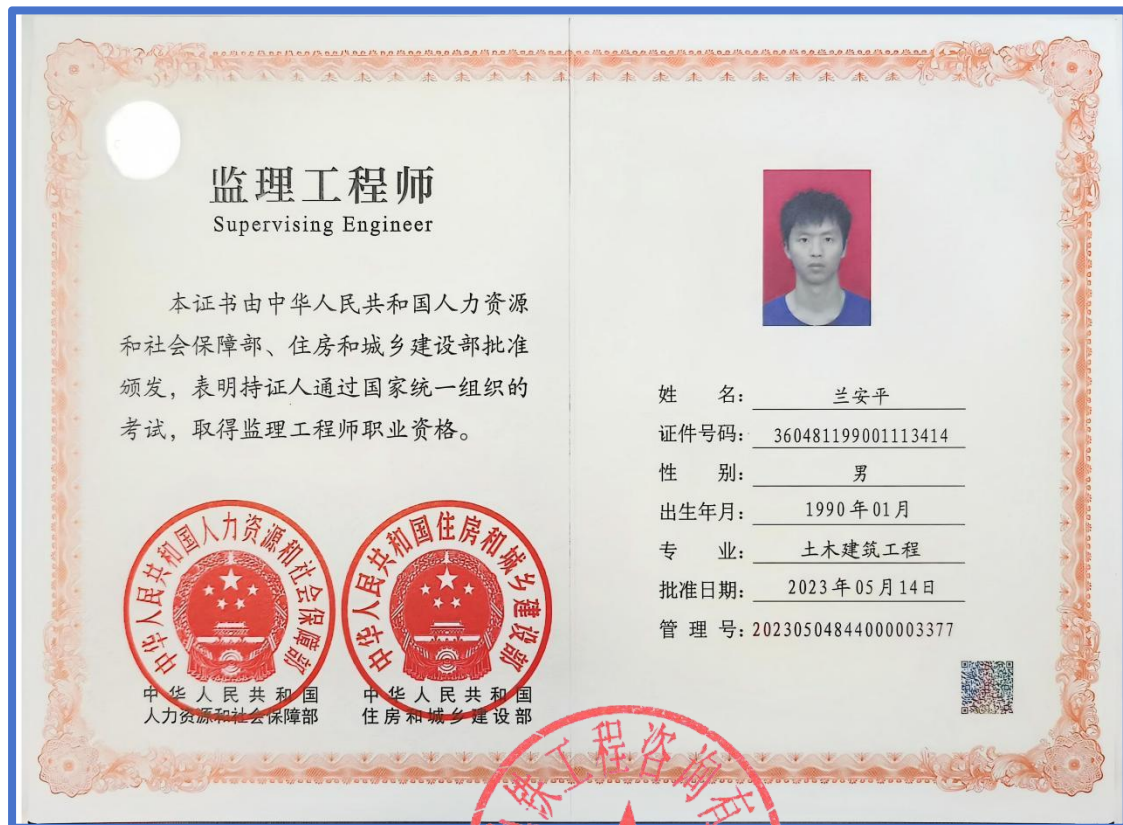 监理工程师
Supervising Engineer
本证书由中华人民共和国人力资源
和社会保障部、住房和城乡建设部批准
颁发，表明持证人通过国家统一组织的
考试，取得监理工程师职业资格。
中华人民共和国人力资源和社会保障部
中华人民共和国住房和城乡建设部
中华人民共和国
人力资源和社会保障部
中华人民共和国
住房和城乡建设部
姓 名：兰安平
证件号码：360481199001113414
性 别：男
出生年月：1990年01月
专 业：土木建筑工程
批准日期：2023年05月14日
管 理 号：20230504844000003377
工程咨询有